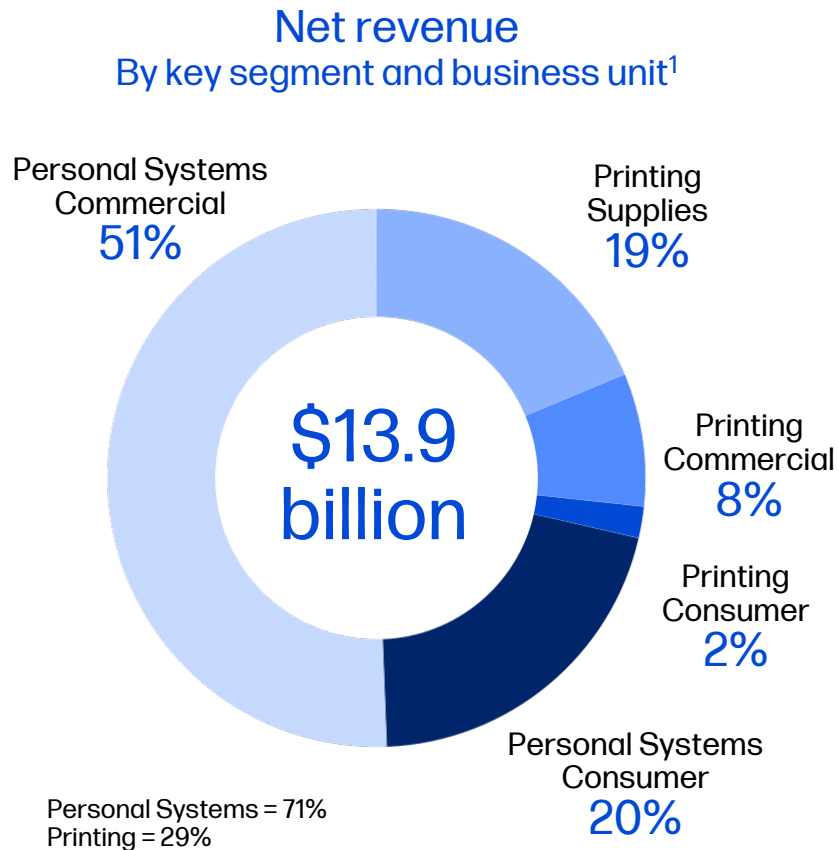 Net revenue
By key segment and business unit¹
Personal Systems
Commercial
51%
Printing
Supplies
19%
$13.9
billion
Printing
Commercial
8%
Printing
Consumer
2%
Personal Systems
Consumer
20%
Personal Systems = 71%
Printing = 29%